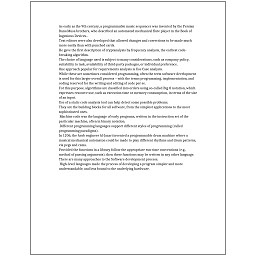 as early as the 9th century, a programmable music sequencer was invented by the Persian
Banu Musa brothers, who described an automated mechanical flute player in the Book of
Ingenious Devices.
Text editors were also developed that allowed changes and corrections to be made much
more easily than with punched cards.
He gave the first description of cryptanalysis by frequency analysis, the earliest code-
breaking algorithm.
The choice of language used is subject to many considerations, such as company policy,
suitability to task, availability of third-party packages, or individual preference.
One approach popular for requirements analysis is Use Case analysis.
While these are sometimes considered programming, often the term software development
is used for this larger overall process – with the terms programming, implementation, and
coding reserved for the writing and editing of code per se.
For this purpose, algorithms are classified into orders using so-called Big O notation, which
expresses resource use, such as execution time or memory consumption, in terms of the size
of an input.
Use of a static code analysis tool can help detect some possible problems.
They are the building blocks for all software, from the simplest applications to the most
sophisticated ones.
Machine code was the language of early programs, written in the instruction set of the
particular machine, often in binary notation.
Different programming languages support different styles of programming (called
programming paradigms).
In 1206, the Arab engineer Al-Jazari invented a programmable drum machine where a
musical mechanical automaton could be made to play different rhythms and drum patterns,
via pegs and cams.
Provided the functions in a library follow the appropriate run-time conventions (e.g.,
method of passing arguments), then these functions may be written in any other language.
There are many approaches to the Software development process.
High-level languages made the process of developing a program simpler and more
understandable, and less bound to the underlying hardware.